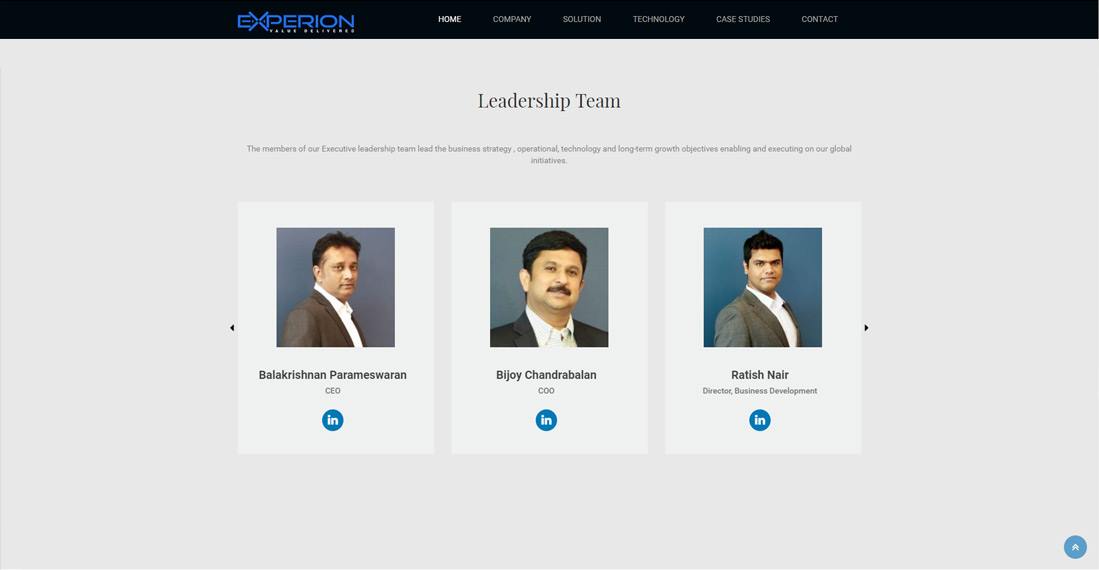 EXPERION
VALUE DELIVERED
HOME COMPANY SOLUTION TECHNOLOGY CASE STUDIES CONTACT
Leadership Team
The members of our Executive leadership team lead the business strategy , operational, technology and long-term growth objectives enabling and executing on our global
initiatives.
Balakrishnan Parameswaran
CEO
in
Bijoy Chandrabalan
COO
in
Ratish Nair
Director, Business Development
in